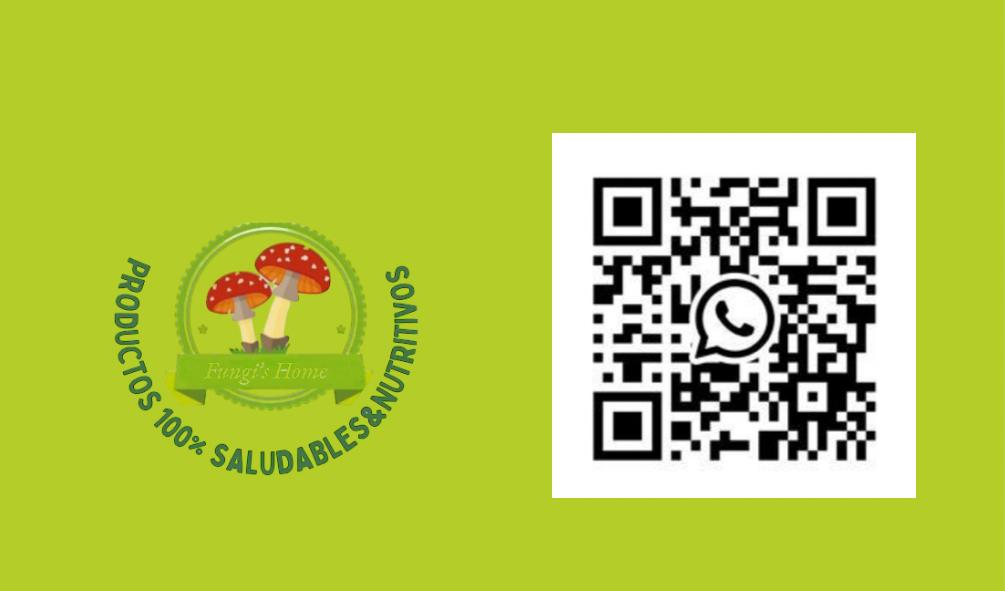 Fungi's Home
PRODUCTOS 100% SALUDABLES&NUTRITIVOS